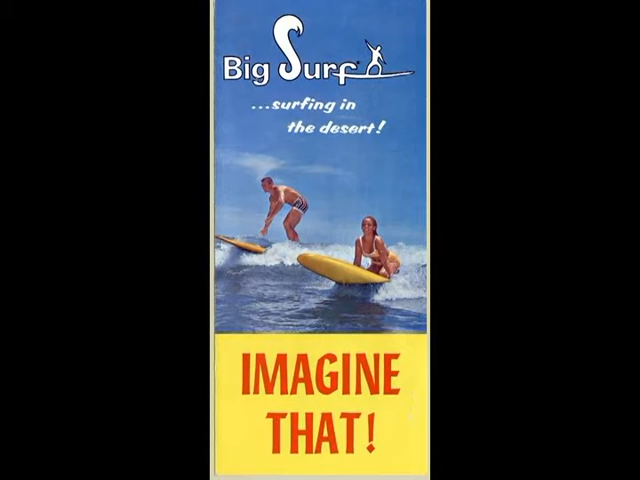 Big Surf
...surfing in
the desert!
IMAGINE
THAT!